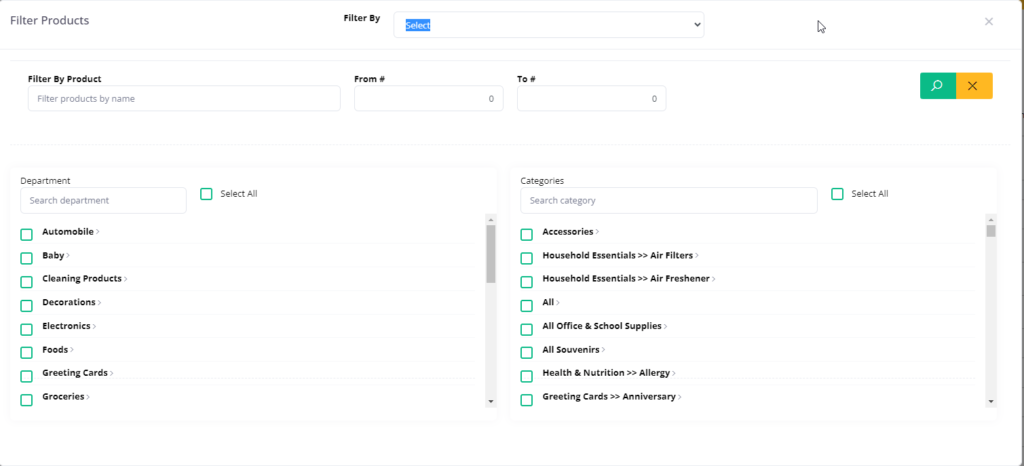 Filter Products
Filter By
Select
Filter By Product
From #
To #
Filter products by name
0
0
Department
Search department
Select All
Automobile
Baby
Cleaning Products
Decorations
Electronics
Foods
Greeting Cards
Groceries
Categories
Search category
Select All
Accessories
Household Essentials >> Air Filters
Household Essentials >> Air Freshener
All
All Office & School Supplies
All Souvenirs
Health & Nutrition >> Allergy
Greeting Cards >> Anniversary